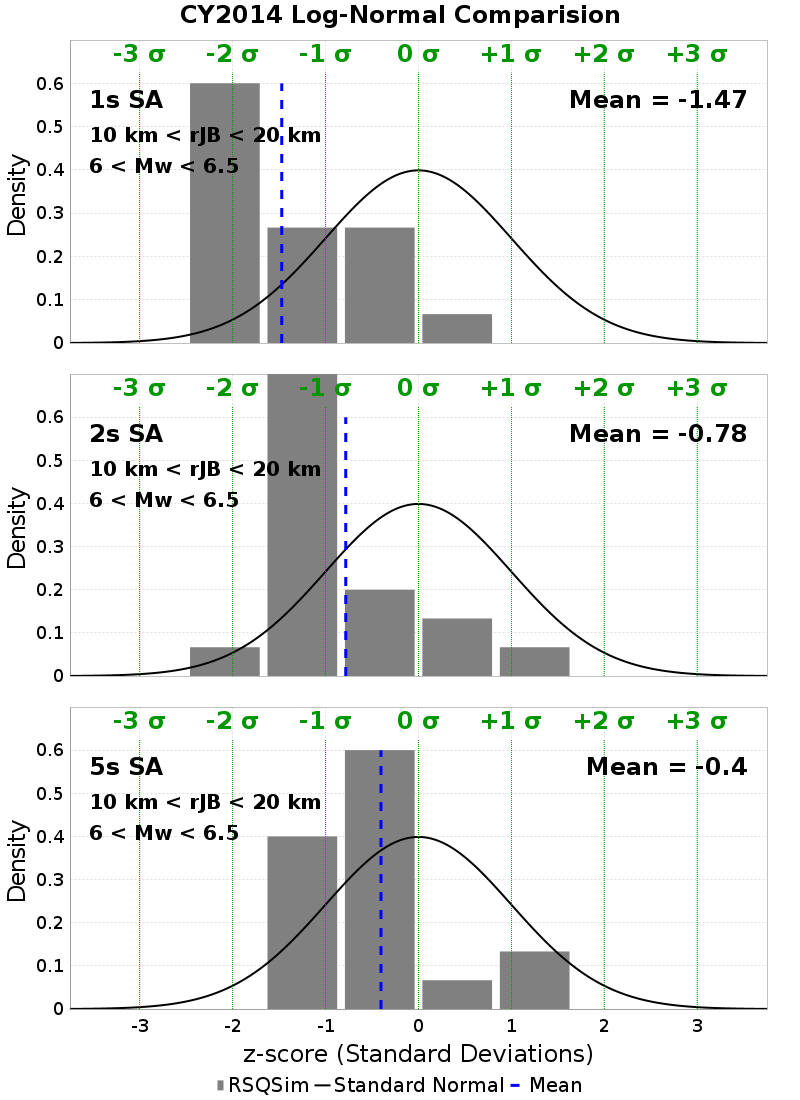 CY2014 Log-Normal Comparision
-3 σ -2 σ -1 σ 0 σ +1 σ +2 σ +3 σ
0.6
1s SA
Mean = -1.47
0.5
10 km < rJB < 20 km
6 < Mw < 6.5
0.4
0.3
0.2
0.1
0
Density
-3 σ -2 σ -1 σ 0 σ +1 σ +2 σ +3 σ
0.6
2s SA
Mean = -0.78
0.5
10 km < rJB < 20 km
6 < Mw < 6.5
0.4
0.3
0.2
0.1
0
Density
-3 σ -2 σ -1 σ 0 σ +1 σ +2 σ +3 σ
0.6
5s SA
Mean = -0.4
0.5
10 km < rJB < 20 km
6 < Mw < 6.5
0.4
0.3
0.2
0.1
0
Density
-3 -2 -1 0 1 2 3
z-score (Standard Deviations)
RSQSim Standard Normal Mean